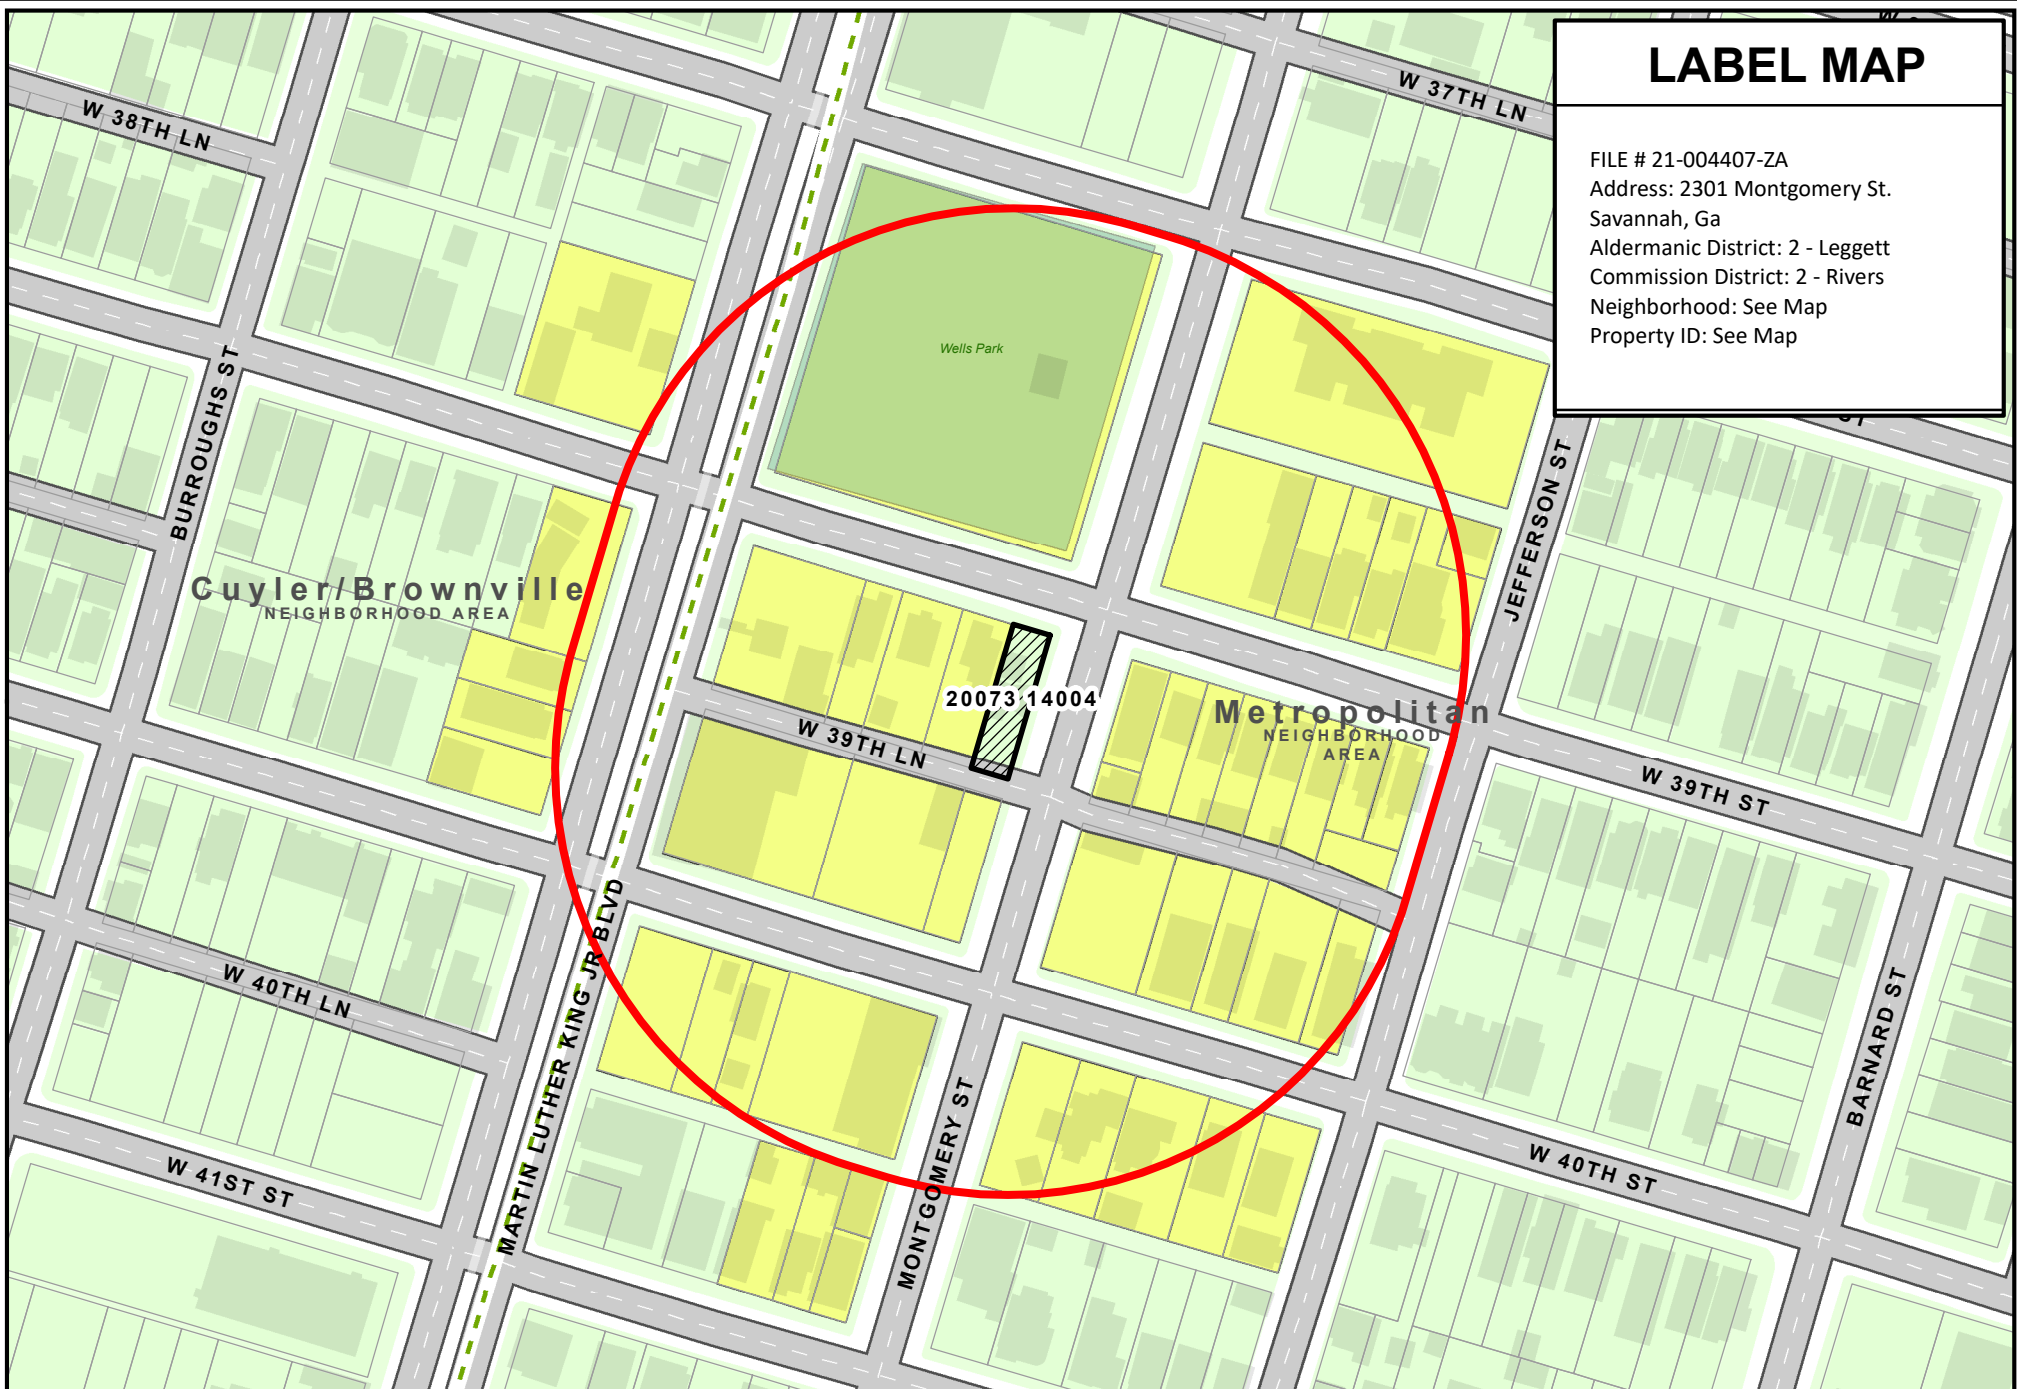 LABEL MAP
FILE # 21-004407-ZA
Address: 2301 Montgomery St.
Savannah, Ga
Aldermanic District: 2 - Leggett
Commission District: 2 - Rivers
Neighborhood: See Map
Property ID: See Map
W 37TH LN
W 38TH LN
Wells Park
BURROUGHS ST
JEFFERSON ST
ST
Cuyler/Brownville
NEIGHBORHOOD AREA
20073 14004
Metropolitan
NEIGHBORHOOD
AREA
W 39TH LN
W 39TH ST
MARTIN LUTHER KING JR BLVD
W 40TH LN
BARNARD ST
MONTGOMERY ST
W 40TH ST
W 41ST ST